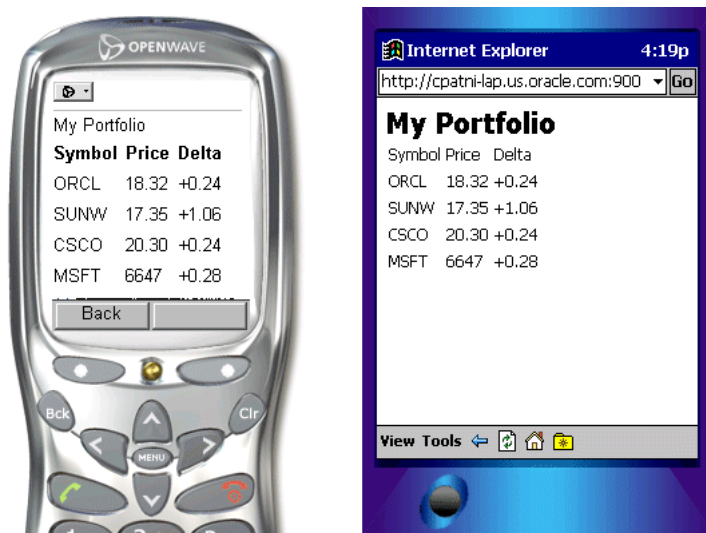 OPENWAVE
My Portfolio
Symbol Price Delta
ORCL 18.32 +0.24
SUNW 17.35 +1.06
CSCO 20.30 +0.24
MSFT 6647 +0.28
Back
Bck
Clr
MENU
Internet Explorer 4:19p
http://cpatni-lap.us.oracle.com:900 Go
My Portfolio
Symbol Price Delta
ORCL 18.32 +0.24
SUNW 17.35 +1.06
CSCO 20.30 +0.24
MSFT 6647 +0.28
View Tools